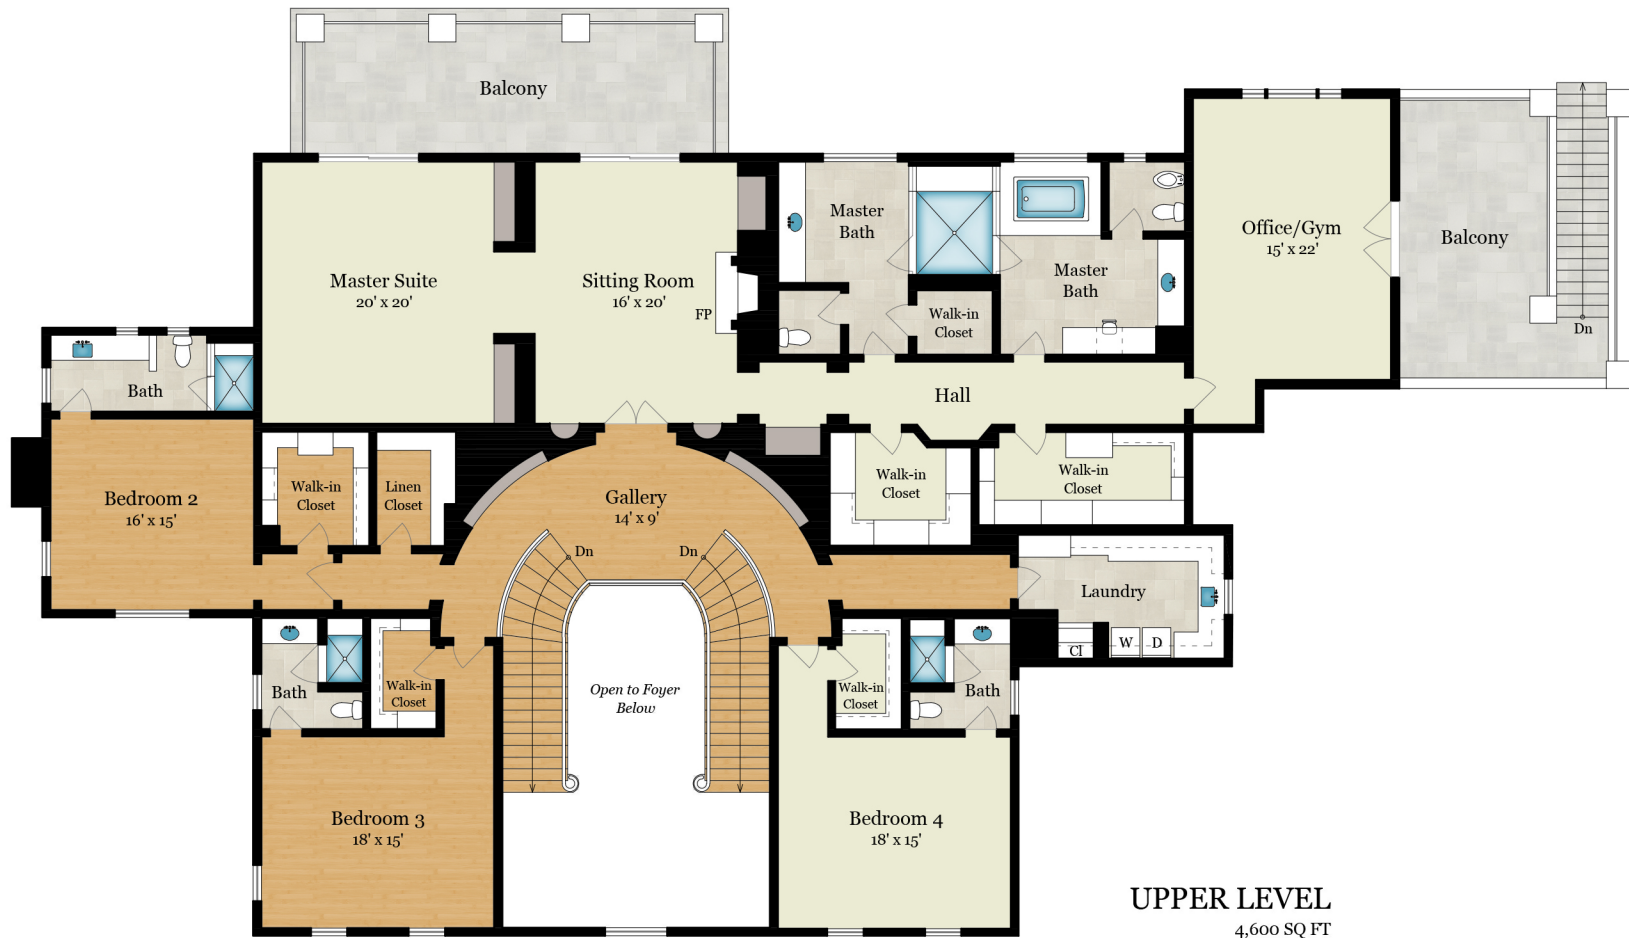 Balcony
Master Suite
20' x 20'
Sitting Room
16' x 20'
FP
Master
Bath
Walk-in
Closet
Master
Bath
Office/Gym
15' x 22'
Balcony
Dn
Hall
Bath
Bedroom 2
16' x 15'
Walk-in
Closet
Linen
Closet
Gallery
14' x 9'
Dn
Dn
Walk-in
Closet
Walk-in
Closet
Laundry
W
D
Cl
Bath
Walk-in
Closet
Open to Foyer
Below
Walk-in
Closet
Bath
Bedroom 3
18' x 15'
Bedroom 4
18' x 15'
UPPER LEVEL
4,600 SQ FT